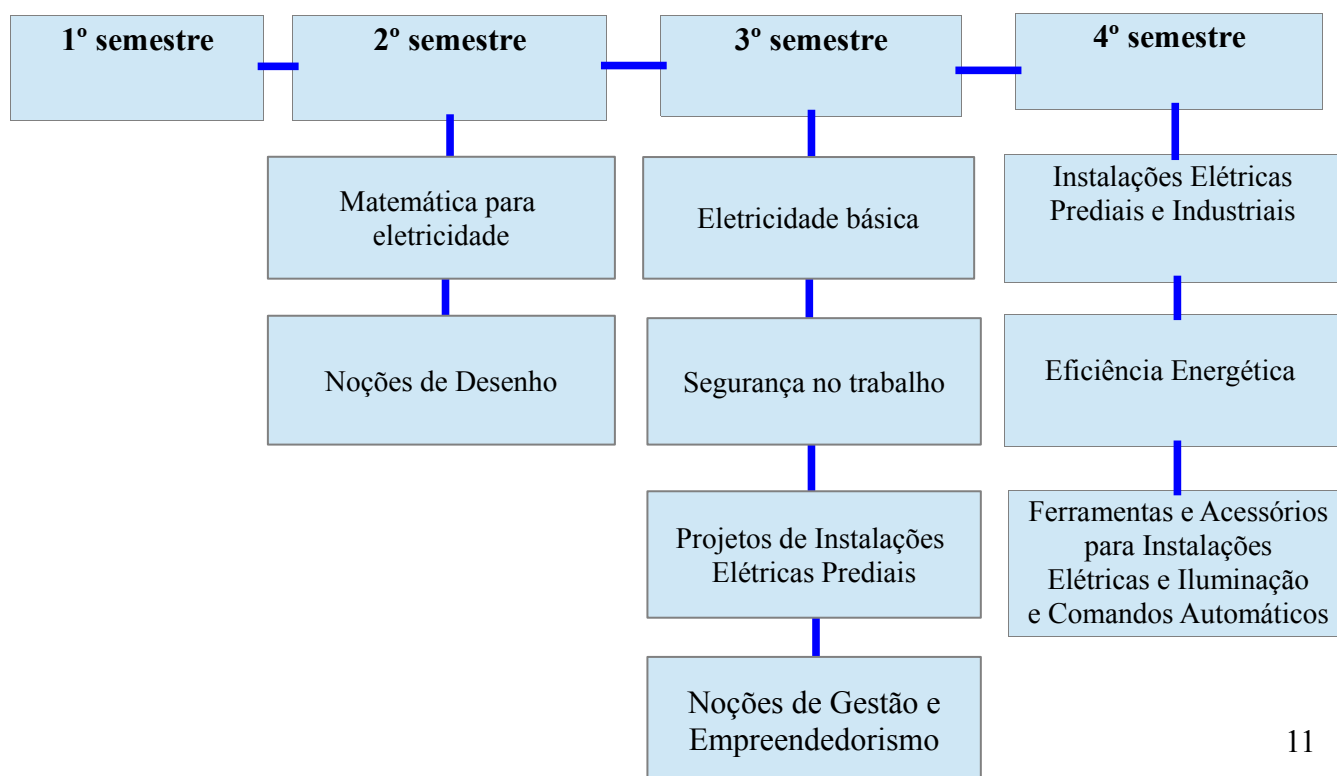 1º semestre
2º semestre
3º semestre
4º semestre
Matemática para
eletricidade
Noções de Desenho
Eletricidade básica
Segurança no trabalho
Projetos de Instalações
Elétricas Prediais
Noções de Gestão e
Empreendedorismo
Instalações Elétricas
Prediais e Industriais
Eficiência Energética
Ferramentas e Acessórios
para Instalações
Elétricas e Iluminação
e Comandos Automáticos
11